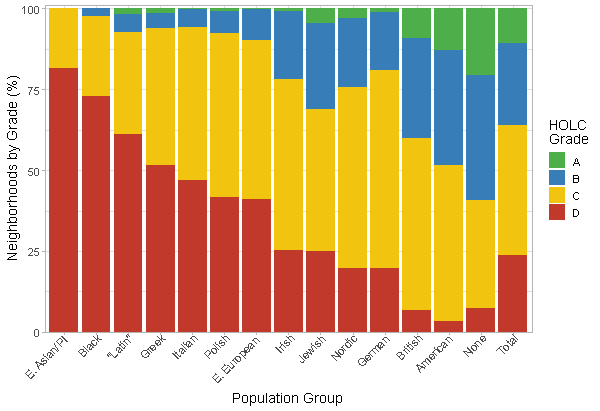 100
75
50
25
0
Neighborhoods by Grade (%)
E. Asian/PI
Black
"Latin"
Greek
Italian
Polish
E. European
Irish
Jewish
Nordic
German
British
American
None
Total
Population Group
HOLC
Grade
A
B
C
D